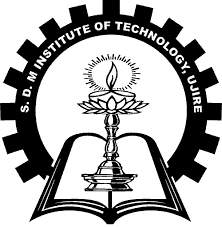 S. D. M INSTITUTE OF TECHNOLOGY, UJIRE